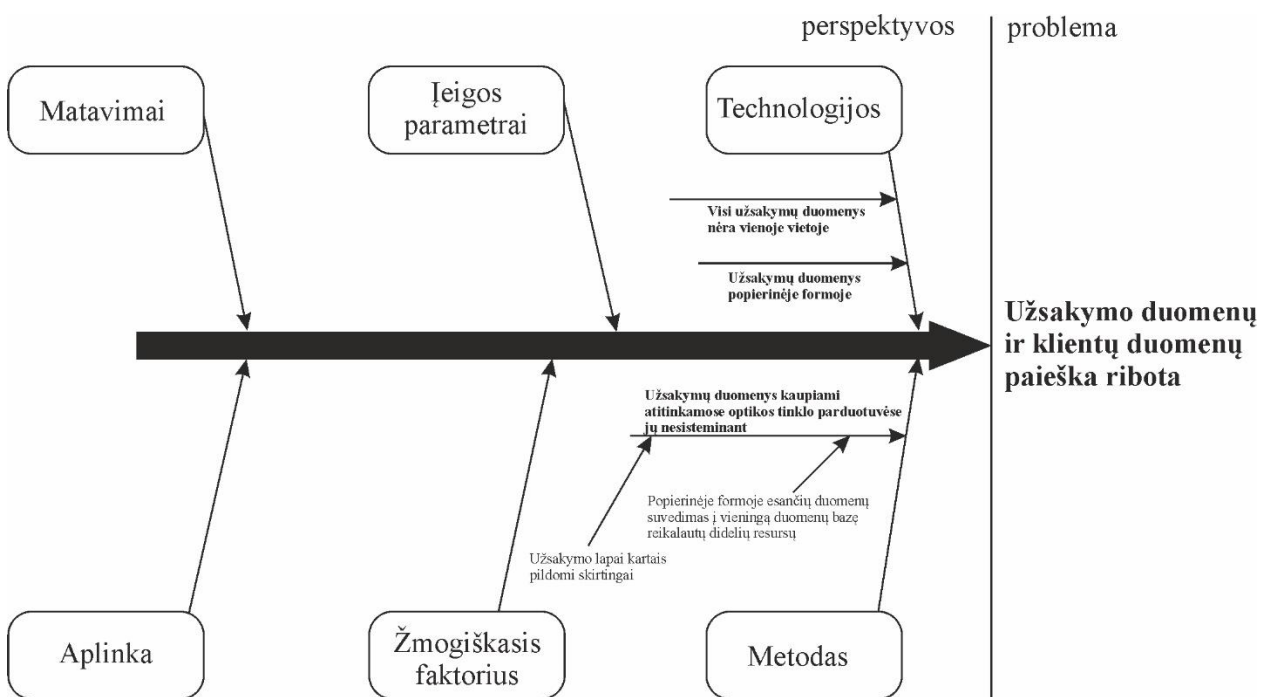 perspektyvos
problema
Matavimai
Įeigos
parametrai
Technologijos
Visi užsakymų duomenys
nėra vienoje vietoje
Užsakymų duomenys
popierinėje formoje
Užsakymo duomenų
ir klientų duomenų
paieška ribota
Užsakymų duomenys kaupiami
atitinkamose optikos tinklo parduotuvėse
jų nesisteminant
Popierinėje formoje esančių duomenų
suvedimas į vieningą duomenų bazę
reikalautų didelių resursų
Užsakymo lapai kartais
pildomi skirtingai
Aplinka
Žmogiškasis
faktorius
Metodas